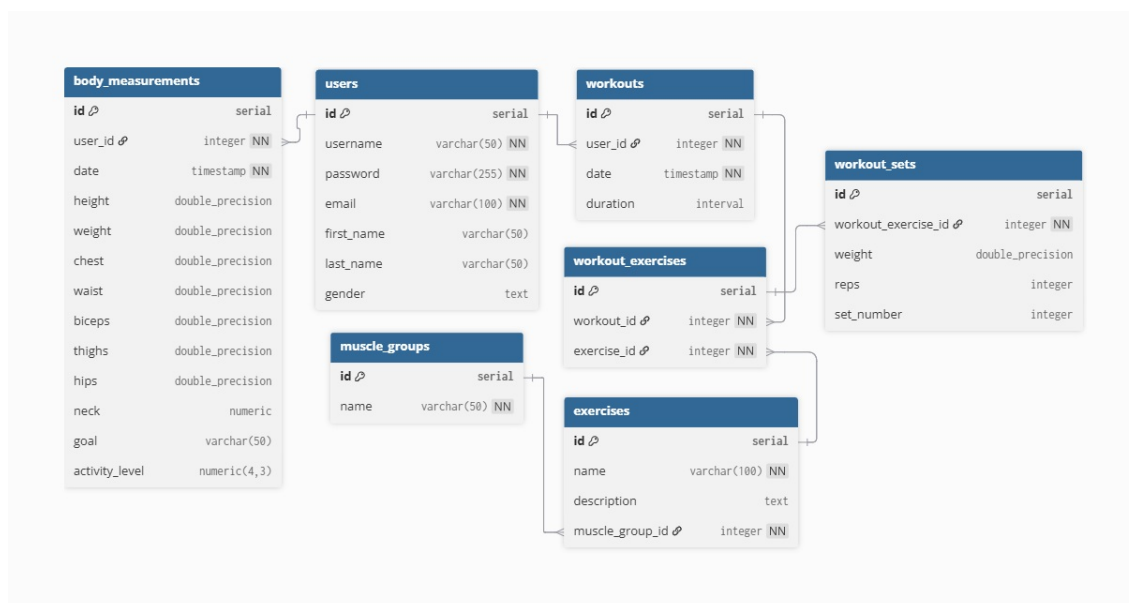 body_measurements
id serial
user_id integer NN
date timestamp NN
height double_precision
weight double_precision
chest double_precision
waist double_precision
biceps double_precision
thighs double_precision
hips double_precision
neck numeric
goal varchar(50)
activity_level numeric(4,3)
users
id serial
username varchar(50) NN
password varchar(255) NN
email varchar(100) NN
first_name varchar(50)
last_name varchar(50)
gender text
workouts
id serial
user_id integer NN
date timestamp NN
duration interval
workout_sets
id serial
workout_exercise_id integer NN
weight double_precision
reps integer
set_number integer
workout_exercises
id serial
workout_id integer NN
exercise_id integer NN
muscle_groups
id serial
name varchar(50) NN
exercises
id serial
name varchar(100) NN
description text
muscle_group_id integer NN